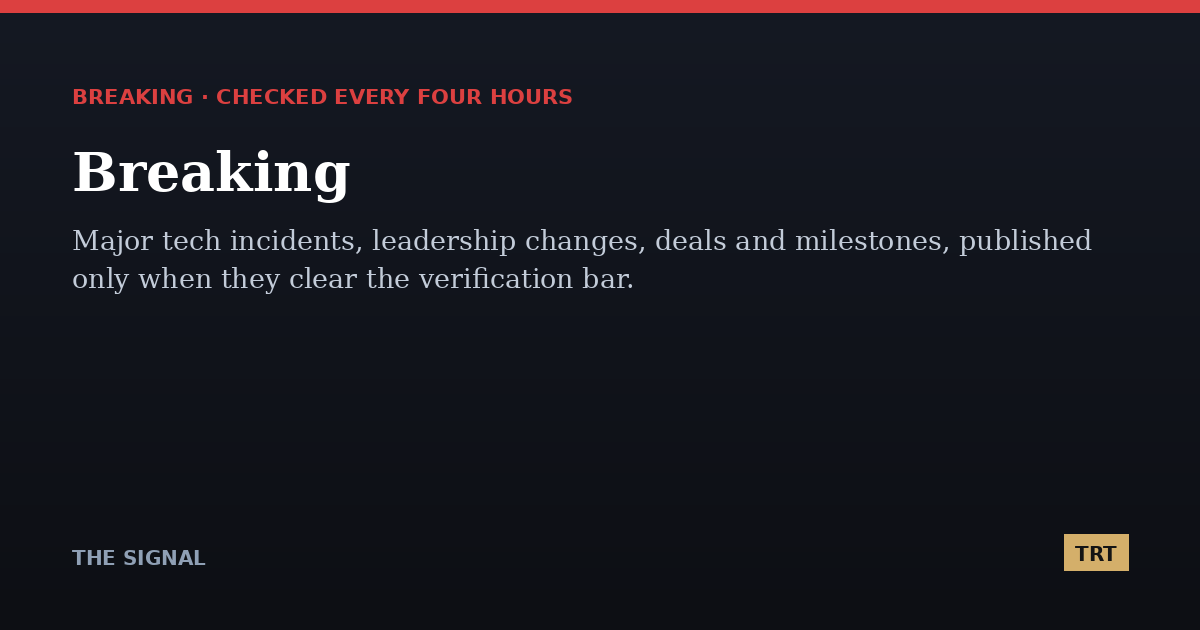 BREAKING · CHECKED EVERY FOUR HOURS
Breaking
Major tech incidents, leadership changes, deals and milestones, published
only when they clear the verification bar.
THE SIGNAL
TRT